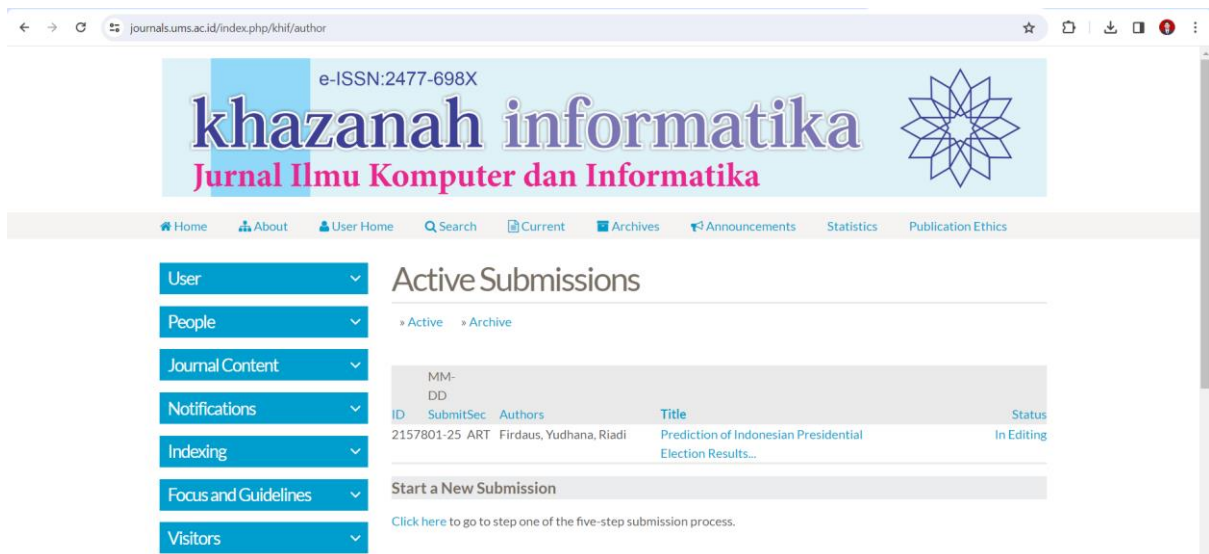 journals.ums.ac.id/index.php/khif/author
e-ISSN:2477-698X
khazanah informatika
Jurnal Ilmu Komputer dan Informatika
Home About User Home Search Current Archives Announcements Statistics Publication Ethics
User
People
Journal Content
Notifications
Indexing
Focus and Guidelines
Visitors
Active Submissions
» Active » Archive
MM-
DD
ID SubmitSec Authors Title Status
2157801-25 ART Firdaus, Yudhana, Riadi Prediction of Indonesian Presidential In Editing
Election Results...
Start a New Submission
Click here to go to step one of the five-step submission process.